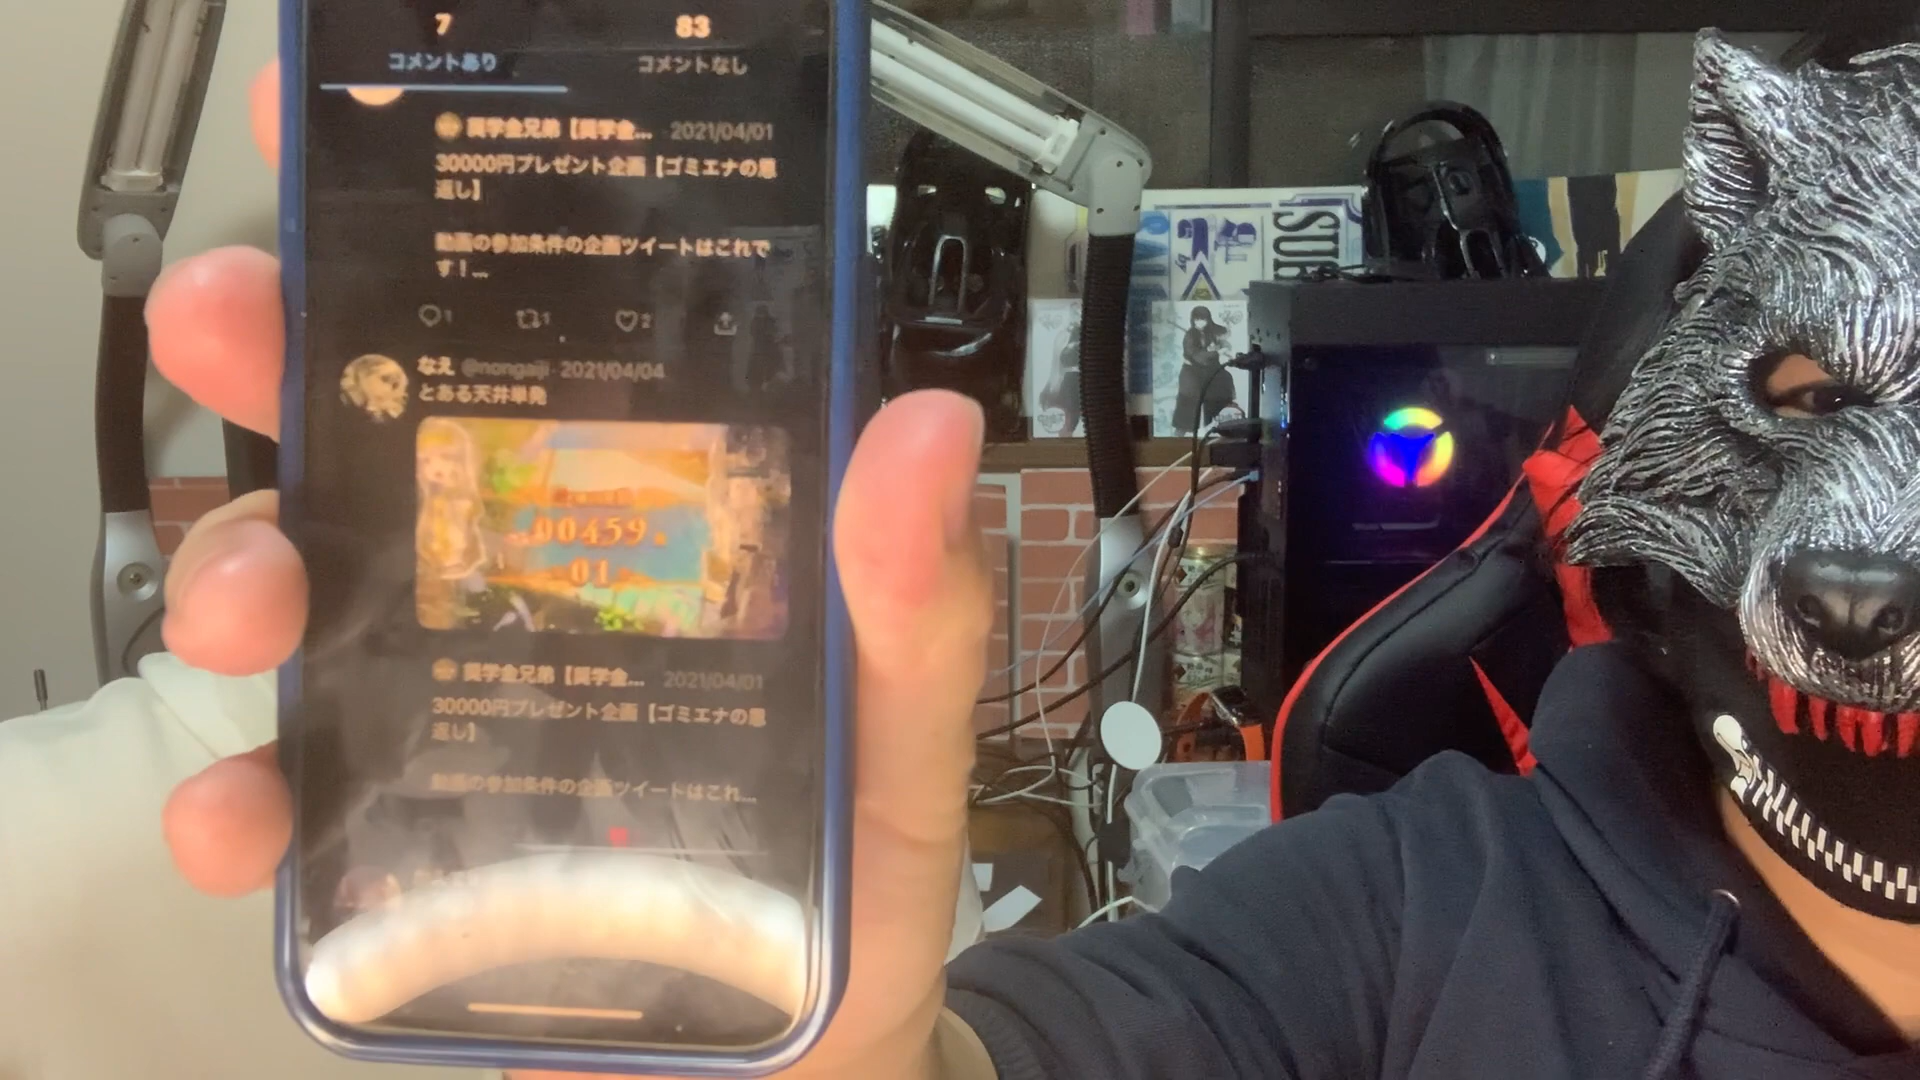 7
83
コメントあり
コメントなし
奨学金兄弟【奨学金... 2021/04/01
30000円プレゼント企画【ゴミエナの恩
返し】
動画の参加条件の企画ツイートはこれで
す！...
1
1
2
なえ @nongaiji· 2021/04/04
とある天井単発
00459
01
奨学金兄弟【奨学金... 2021/04/01
30000円プレゼント企画【ゴミエナの恩
返し】
動画の参加条件の企画ツイートはこれ...